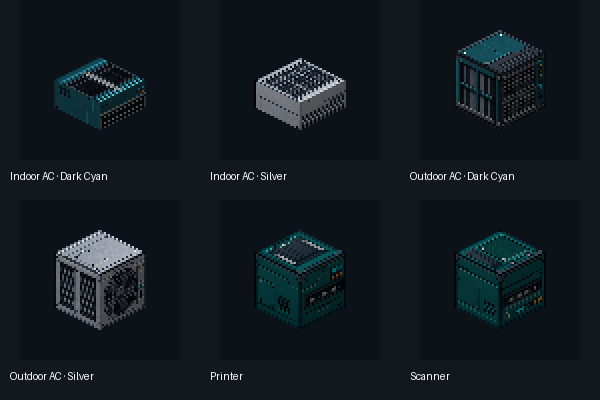 Indoor AC · Dark Cyan
Indoor AC · Silver
Outdoor AC · Dark Cyan
Outdoor AC · Silver
Printer
Scanner